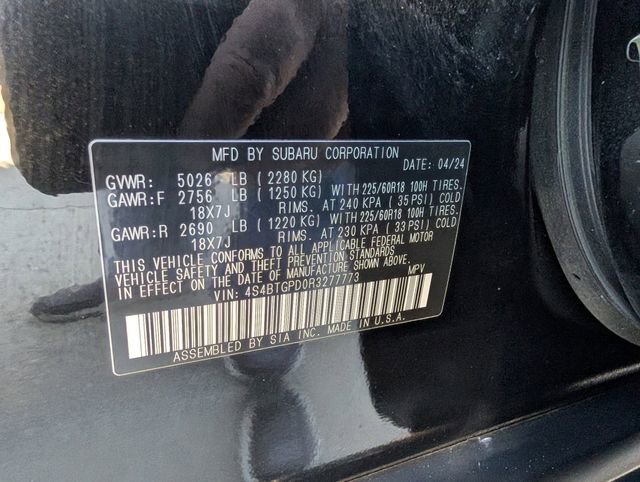 MFD BY SUBARU CORPORATION DATE: 04/24
GVWR: 5026 LB (2280 KG)
GAWR:F 2756 LB (1250 KG) WITH 225/60R18 100H TIRES.
18X7J RIMS. AT 240 KPA (35 PSI) COLD
GAWR:R 2690 LB (1220 KG) WITH 225/60R18 100H TIRES.
18X7J RIMS. AT 230 KPA (33 PSI) COLD
THIS VEHICLE CONFORMS TO ALL APPLICABLE FEDERAL MOTOR
VEHICLE SAFETY AND THEFT PREVENTION STANDARDS
IN EFFECT ON THE DATE OF MANUFACTURE SHOWN ABOVE.
VIN: 4S4BTGPD0R3277773 MPV
ASSEMBLED BY SIA INC. MADE IN U.S.A.